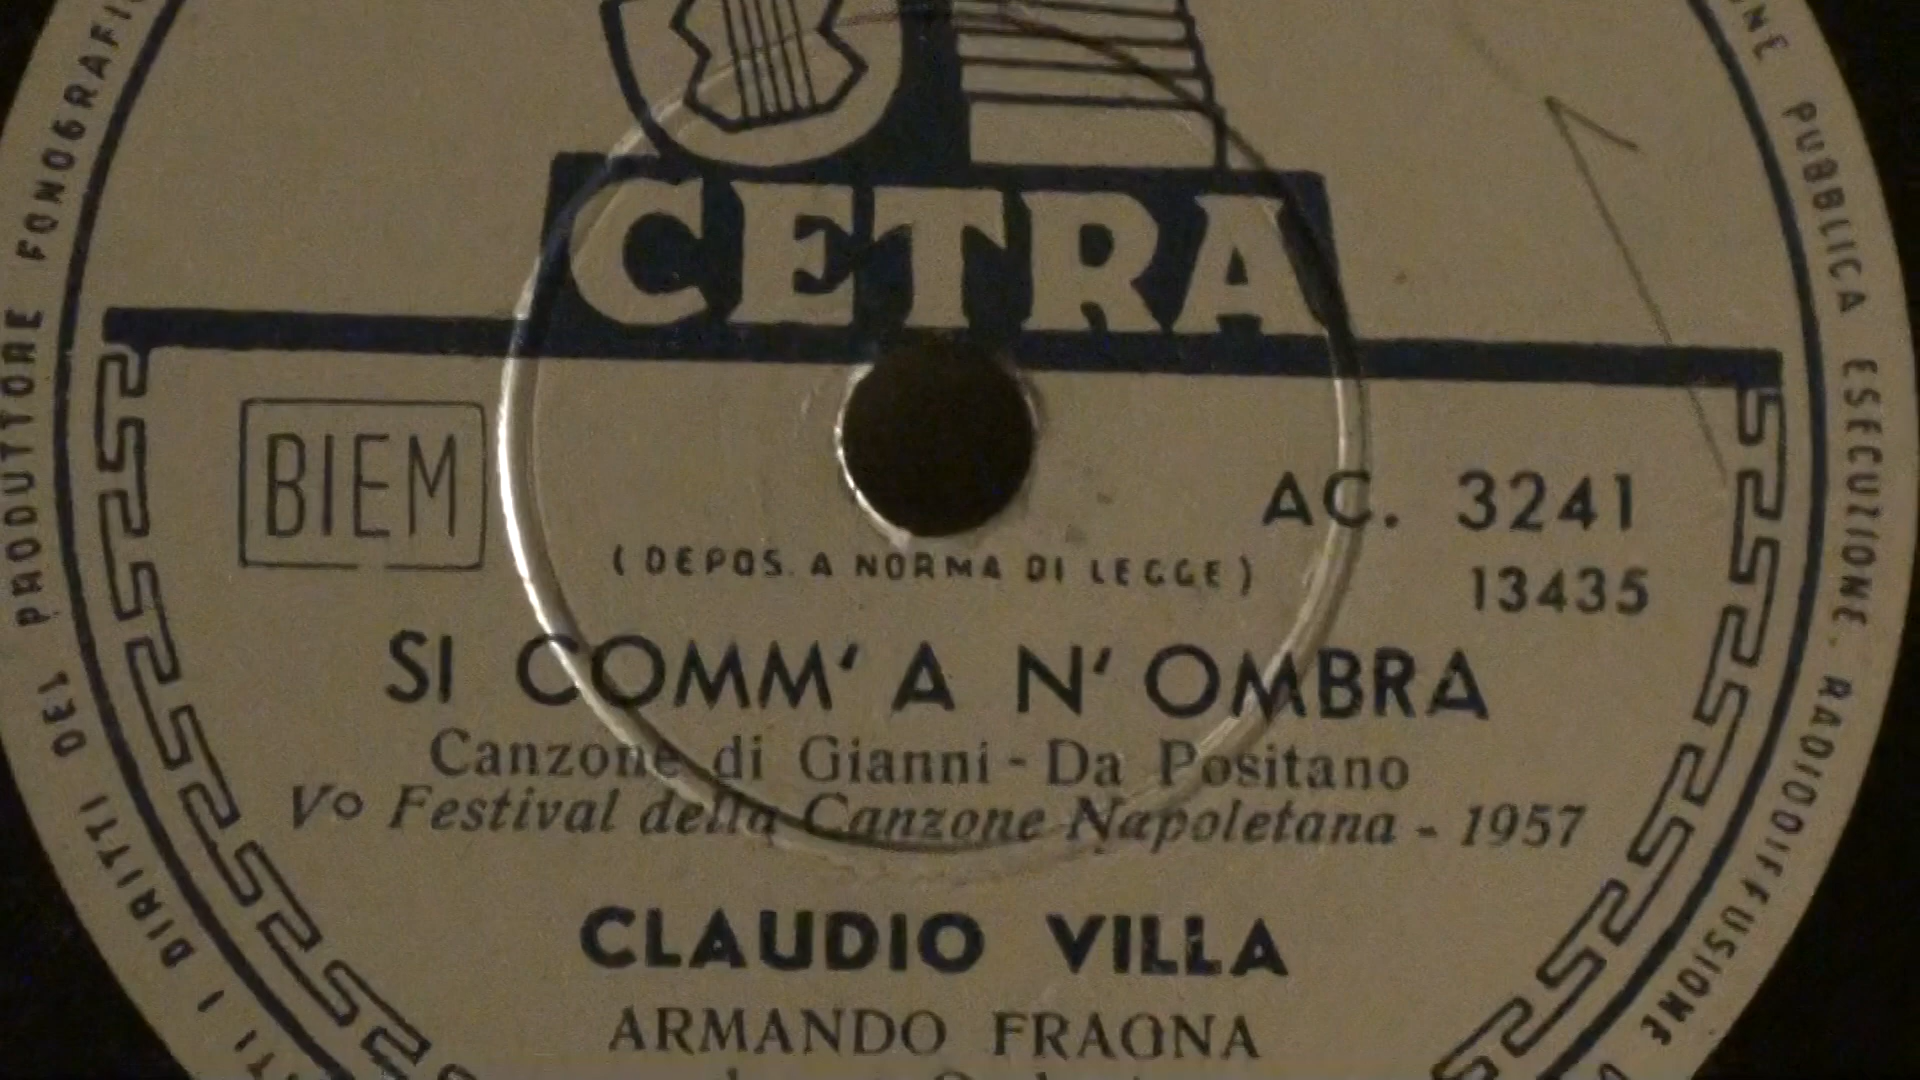 CETRA
BIEM
AC. 3241
(DEPOS. A NORMA DI LEGGE)
13435
SI COMM' A N' OMBRA
Canzone di Gianni - Da Positano
Vo Festival della Canzone Napoletana - 1957
CLAUDIO VILLA
ARMANDO FRAGNA
I DIRITTI DEL PRODUTTORE FONOGRAFIC
PUBBLICA ESECUZIONE. RADIODIFFUSIONE